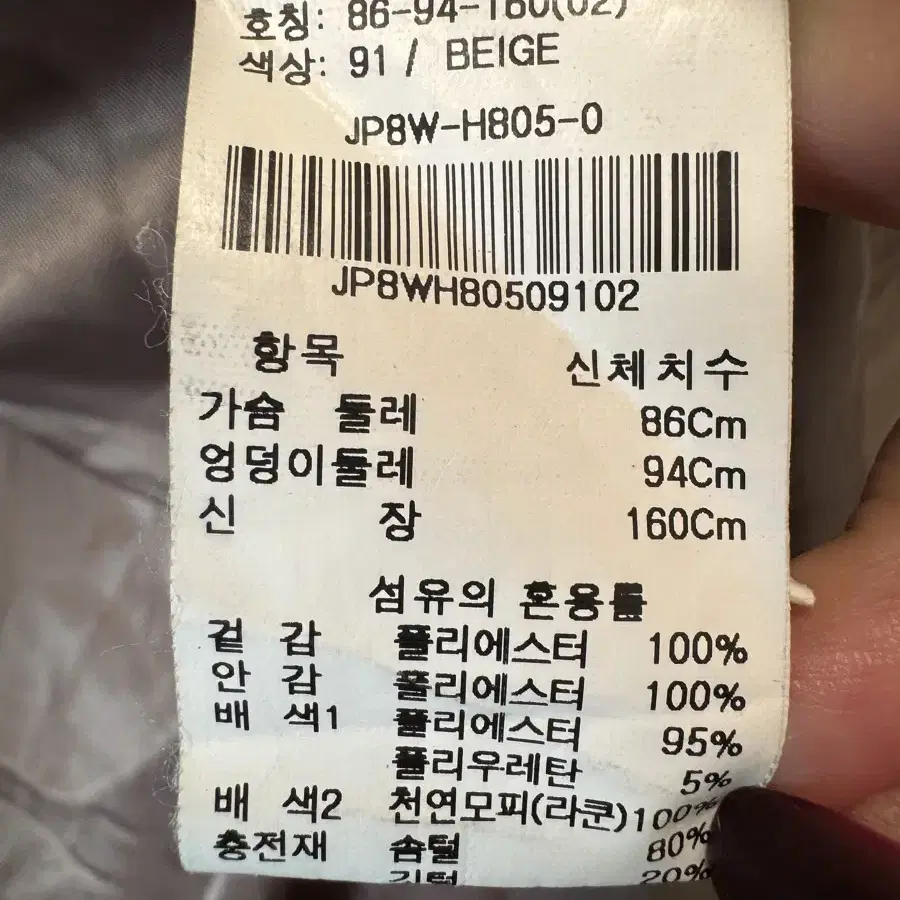 호칭: 86-94-160(02)
색상: 91 / BEIGE
JP8W-H805-0
JP8WH80509102
항목 신체치수
가슴 둘레 86Cm
엉덩이둘레 94Cm
신 장 160Cm
섬유의 혼용률
겉 감 폴리에스터 100%
안 감 폴리에스터 100%
배 색1 폴리에스터 95%
폴리우레탄 5%
배 색2 천연모피(라쿤)100%
충전재 솜털 80%
깃털 20%